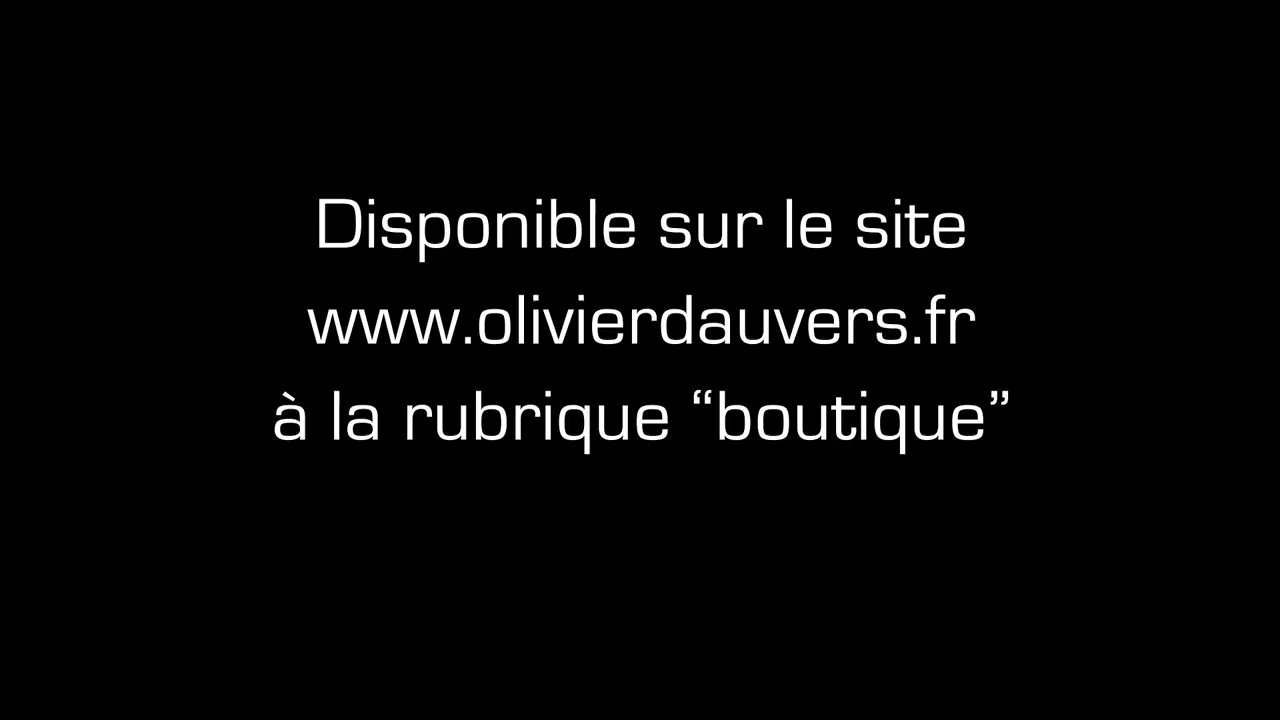 Disponible sur le site
www.olivierdauvers.fr
à la rubrique “boutique”